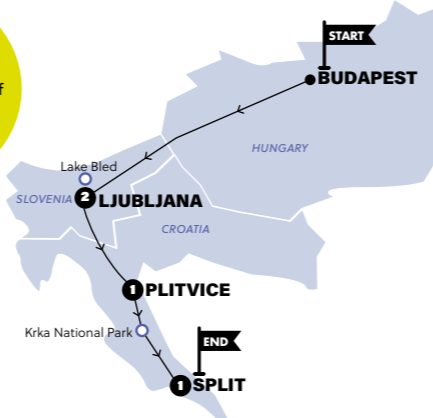 f
START
BUDAPEST
HUNGARY
Lake Bled
SLOVENIA
2 LJUBLJANA
CROATIA
1 PLITVICE
Krka National Park
END
1 SPLIT